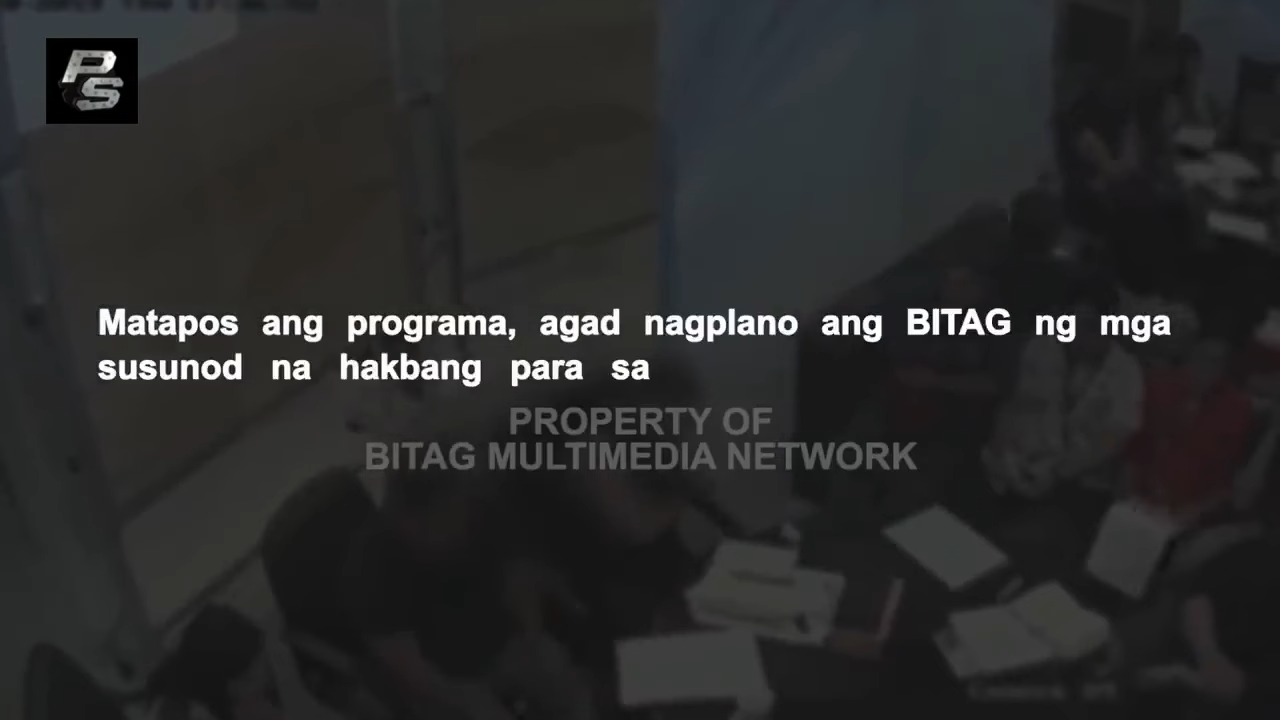 PS
Matapos ang programa, agad nagplano ang BITAG ng mga
susunod na hakbang para sa
PROPERTY OF
BITAG MULTIMEDIA NETWORK